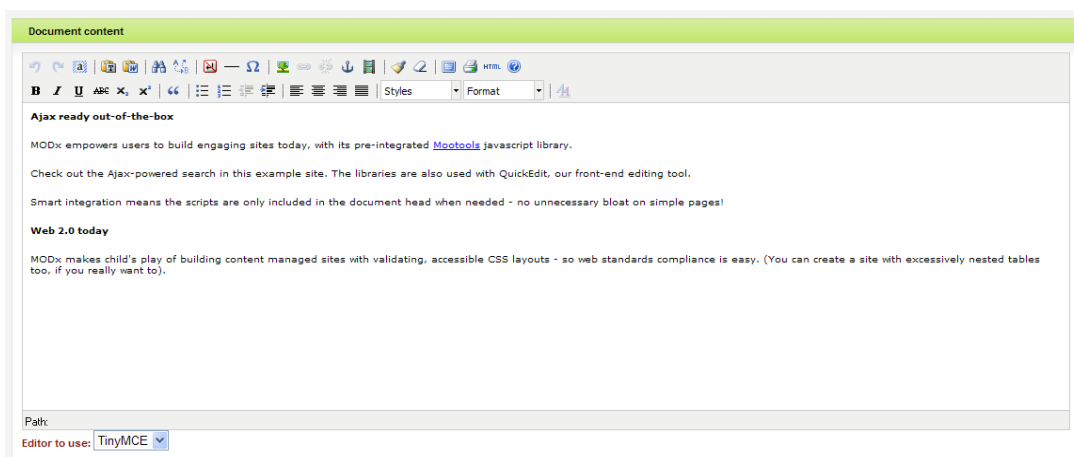 Document content
HTML
B I U ABC X₂ X² “ Styles Format
Ajax ready out-of-the-box
MODx empowers users to build engaging sites today, with its pre-integrated Mootools javascript library.
Check out the Ajax-powered search in this example site. The libraries are also used with QuickEdit, our front-end editing tool.
Smart integration means the scripts are only included in the document head when needed - no unnecessary bloat on simple pages!
Web 2.0 today
MODx makes child's play of building content managed sites with validating, accessible CSS layouts - so web standards compliance is easy. (You can create a site with excessively nested tables
too, if you really want to).
Path:
Editor to use: TinyMCE